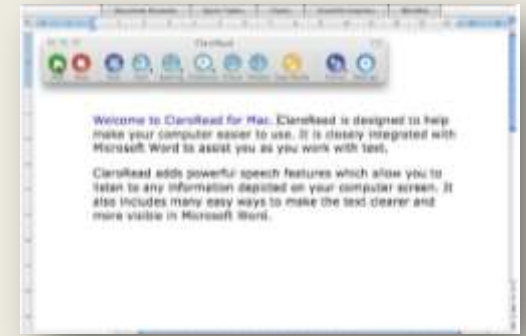 ClaroRead
Welcome to ClaroRead for Mac. ClaroRead is designed to help
make your computer easier to use. It is closely integrated with
Microsoft Word to assist you as you work with text.
ClaroRead adds powerful speech features which allow you to
listen to any information depicted on your computer screen. It
also includes many easy ways to make the text clearer and
more visible in Microsoft Word.